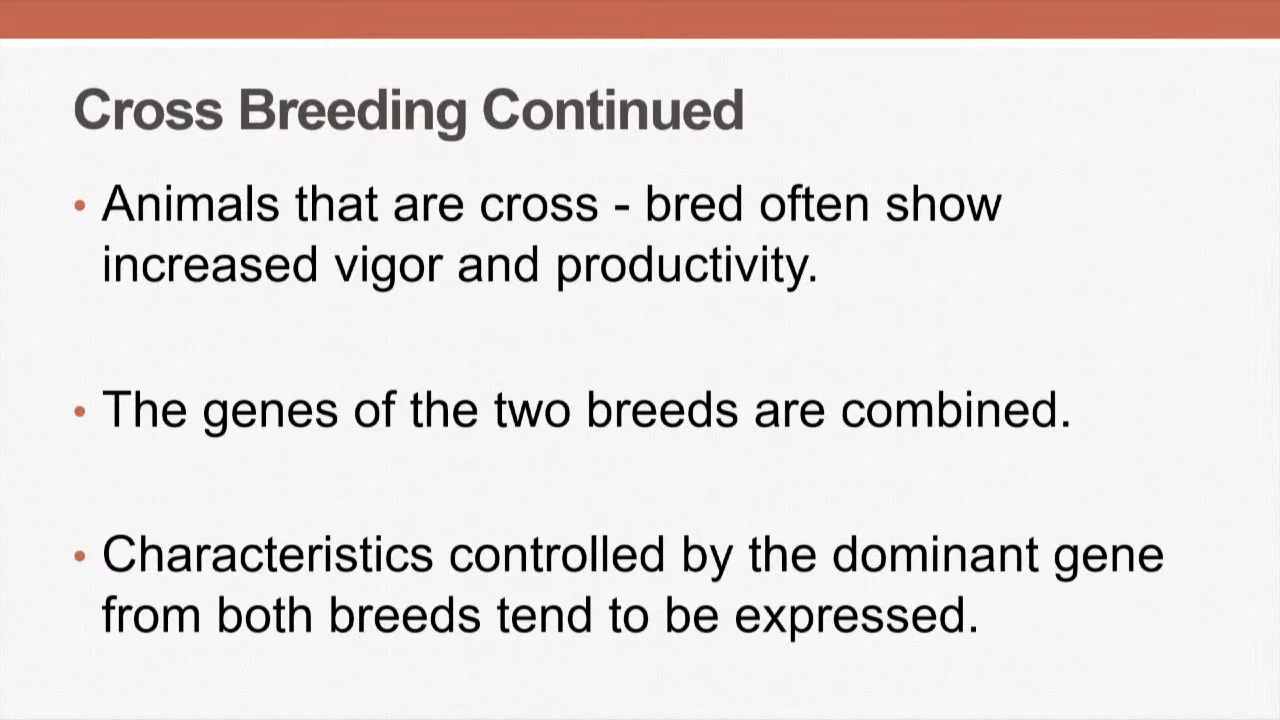 Cross Breeding Continued
• Animals that are cross - bred often show
increased vigor and productivity.
• The genes of the two breeds are combined.
• Characteristics controlled by the dominant gene
from both breeds tend to be expressed.